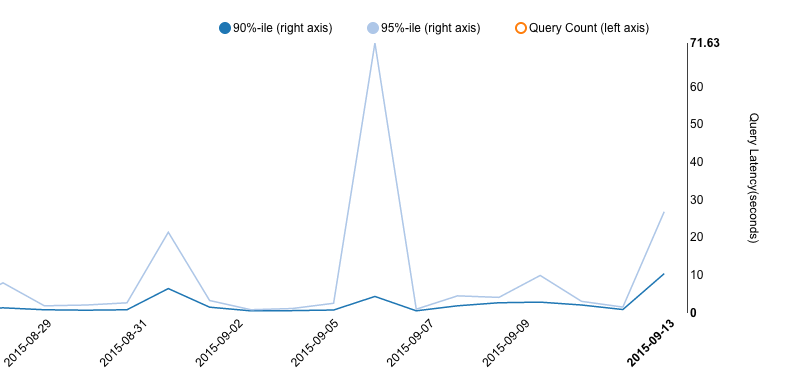 90%-ile (right axis) 95%-ile (right axis) Query Count (left axis)
71.63
60
50
40
30
20
10
0
Query Latency(seconds)
2015-08-29 2015-08-31 2015-09-02 2015-09-05 2015-09-07 2015-09-09 2015-09-13